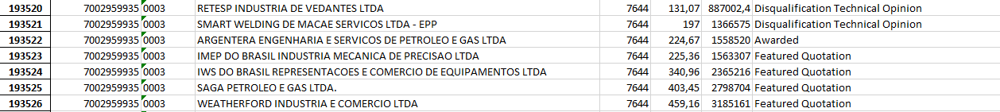 193520 7002959935 0003 RETESP INDUSTRIA DE VEDANTES LTDA 7644 131,07 887002,4 Disqualification Technical Opinion
193521 7002959935 0003 SMART WELDING DE MACAE SERVICOS LTDA - EPP 7644 197 1366575 Disqualification Technical Opinion
193522 7002959935 0003 ARGENTERA ENGENHARIA E SERVICOS DE PETROLEO E GAS LTDA 7644 224,67 1558520 Awarded
193523 7002959935 0003 IMEP DO BRASIL INDUSTRIA MECANICA DE PRECISAO LTDA 7644 225,36 1563307 Featured Quotation
193524 7002959935 0003 IWS DO BRASIL REPRESENTACOES E COMERCIO DE EQUIPAMENTOS LTDA 7644 340,96 2365216 Featured Quotation
193525 7002959935 0003 SAGA PETROLEO E GAS LTDA. 7644 403,45 2798704 Featured Quotation
193526 7002959935 0003 WEATHERFORD INDUSTRIA E COMERCIO LTDA 7644 459,16 3185161 Featured Quotation